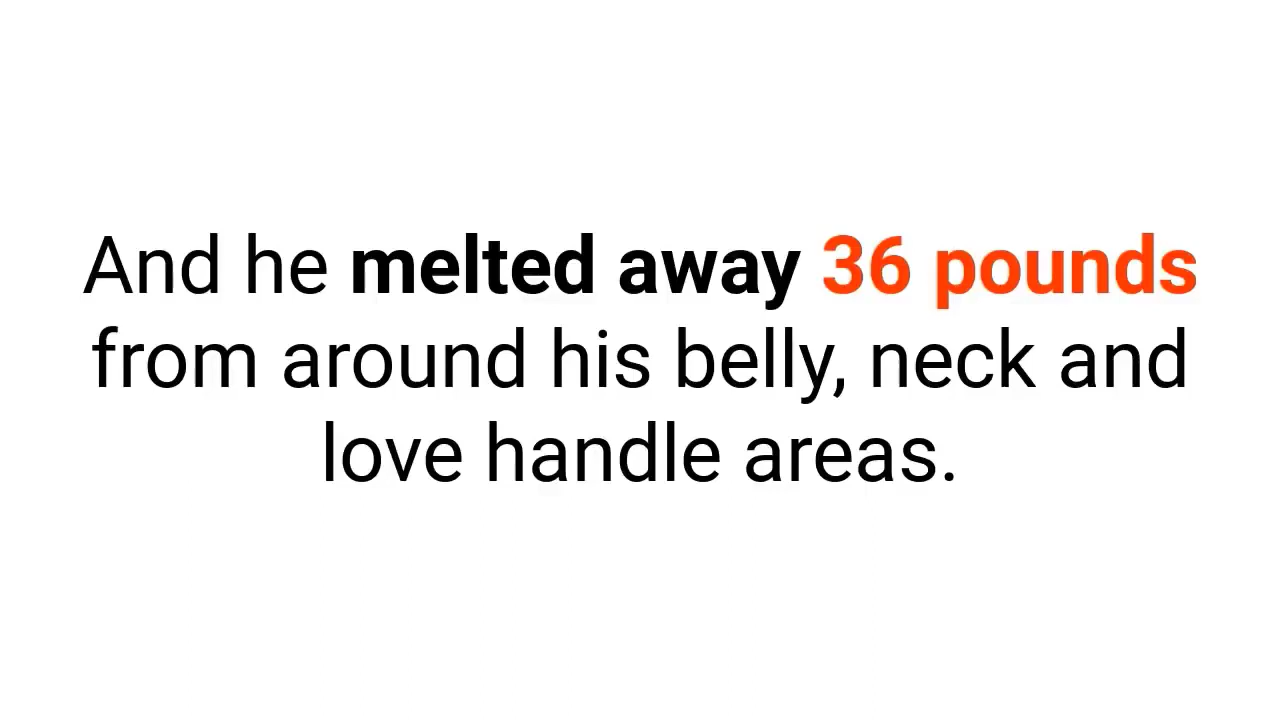 And he melted away 36 pounds
from around his belly, neck and
love handle areas.